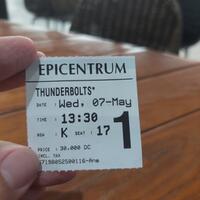 EPICENTRUM
THUNDERBOLTS*
DATE : Wed, 07-May
TIME : 13:30
ROW : K SEAT : 17
1
PRICE : 30.000 DC
INCL. TAX